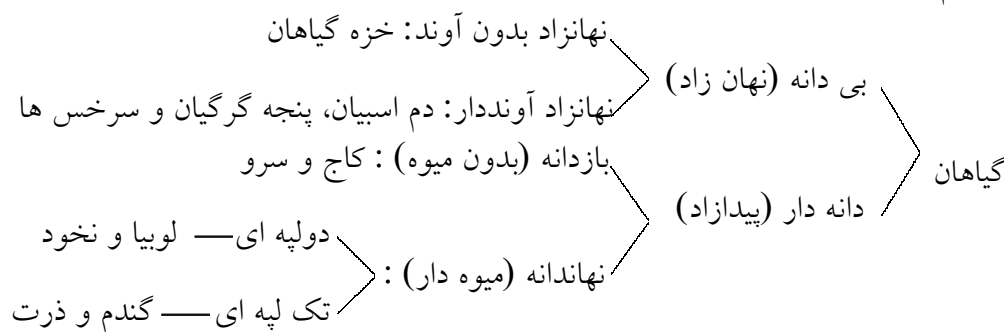 گیاهان
بی دانه (نهان زاد)
نهانزاد بدون آوند: خزه گیاهان
نهانزاد آونددار: دم اسبیان، پنجه گرگیان و سرخس ها
دانه دار (پیدازاد)
بازدانه (بدون میوه) : کاج و سرو
نهاندانه (میوه دار) :
دولپه ای — لوبیا و نخود
تک لپه ای — گندم و ذرت